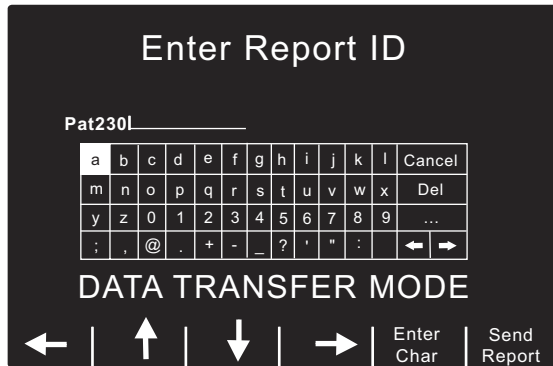 Enter Report ID
Pat230
a b c d e f g h i j k l Cancel
m n o p q r s t u v w x Del
y z 0 1 2 3 4 5 6 7 8 9 ...
; , @ . + - _ ? ' " : ← →
DATA TRANSFER MODE
← | ↑ | ↓ | → | Enter Char | Send Report